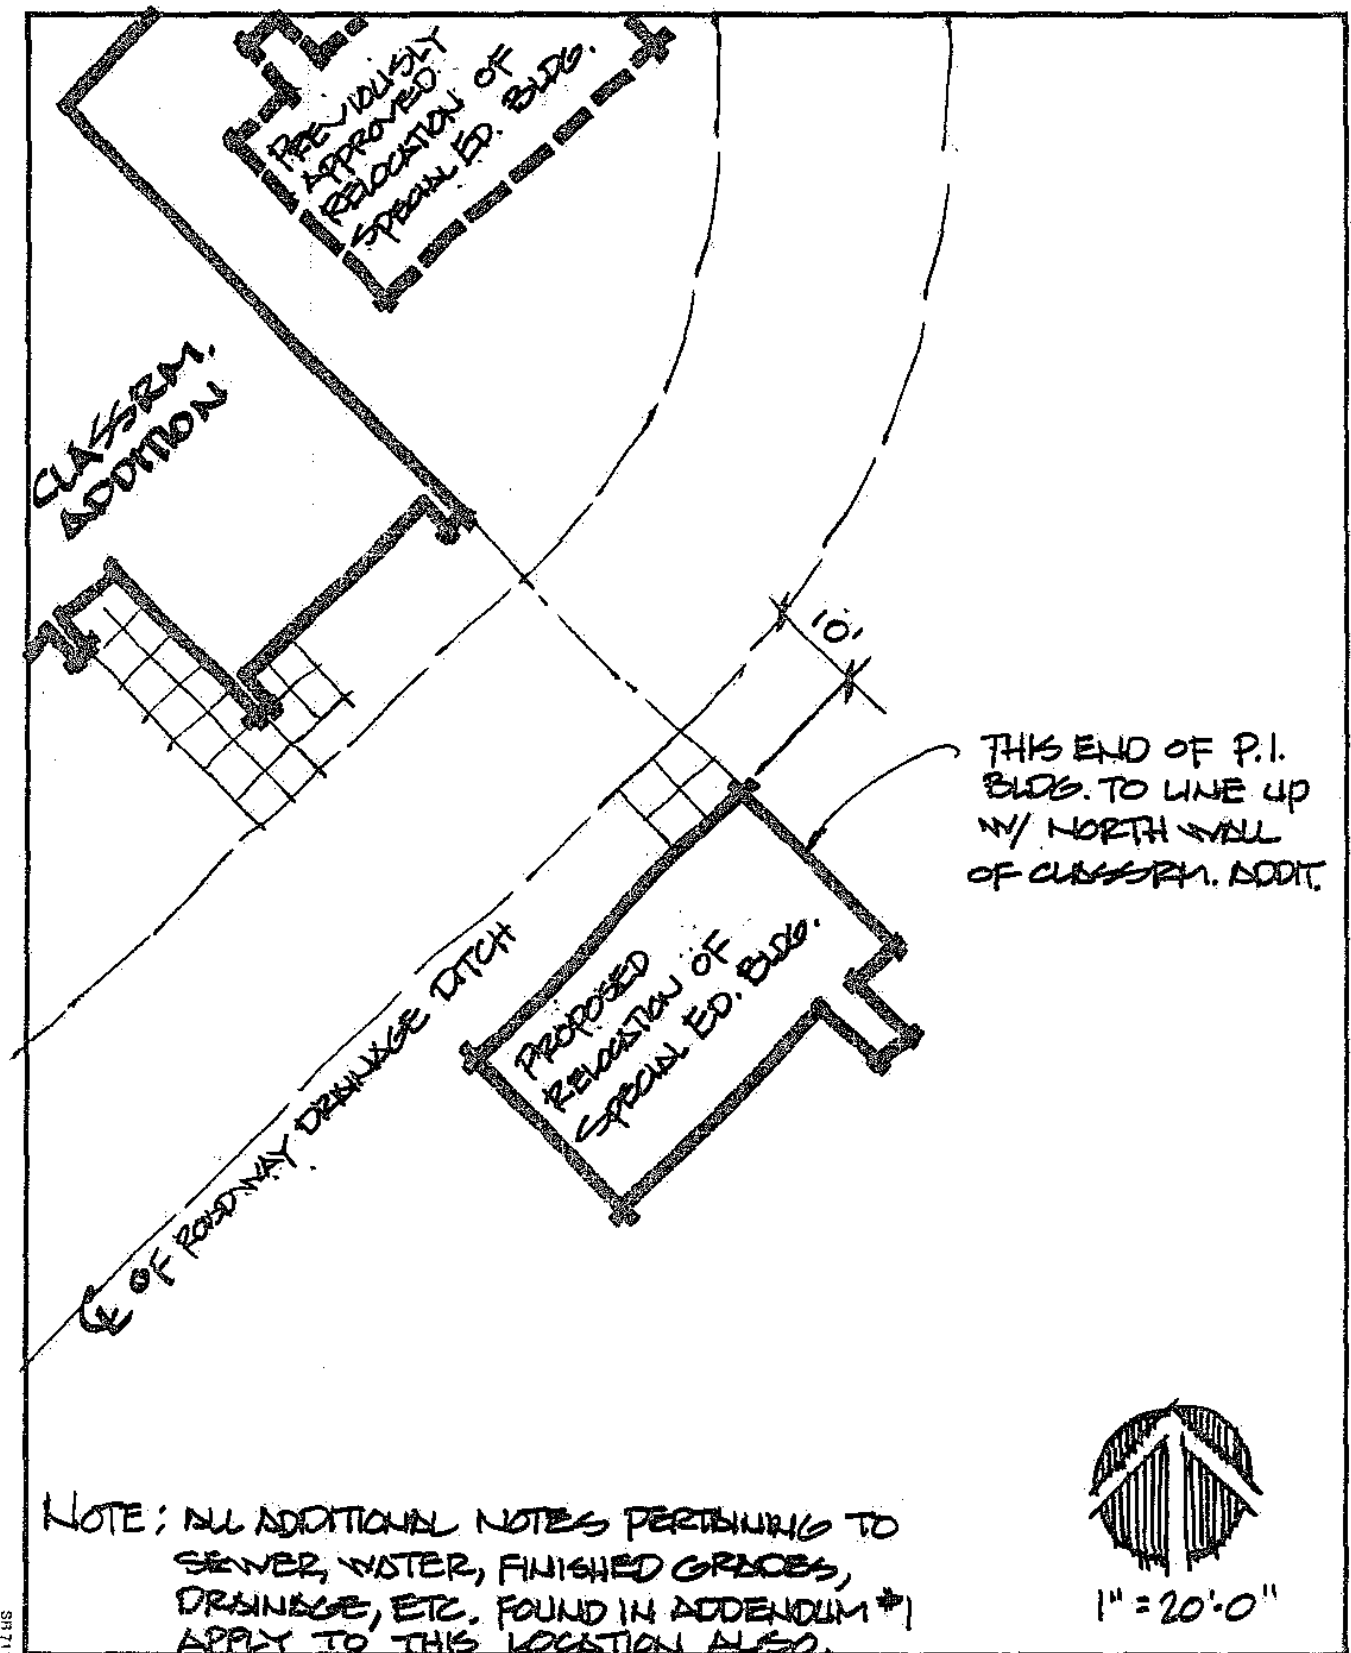 PREVIOUSLY
APPROVED
RELOCATION OF
SPECIAL ED. BLDG.
CLASSRM.
ADDITION
10'
THIS END OF P.I.
BLDG. TO LINE UP
W/ NORTH WALL
OF CLASSRM. ADDIT.
PROPOSED
RELOCATION OF
SPECIAL ED. BLDG.
℄ OF ROADWAY DRAINAGE DITCH
NOTE: ALL ADDITIONAL NOTES PERTAINING TO
SEWER, WATER, FINISHED GRADES,
DRAINAGE, ETC. FOUND IN ADDENDUM #1
APPLY TO THIS LOCATION ALSO.
1" = 20'-0"